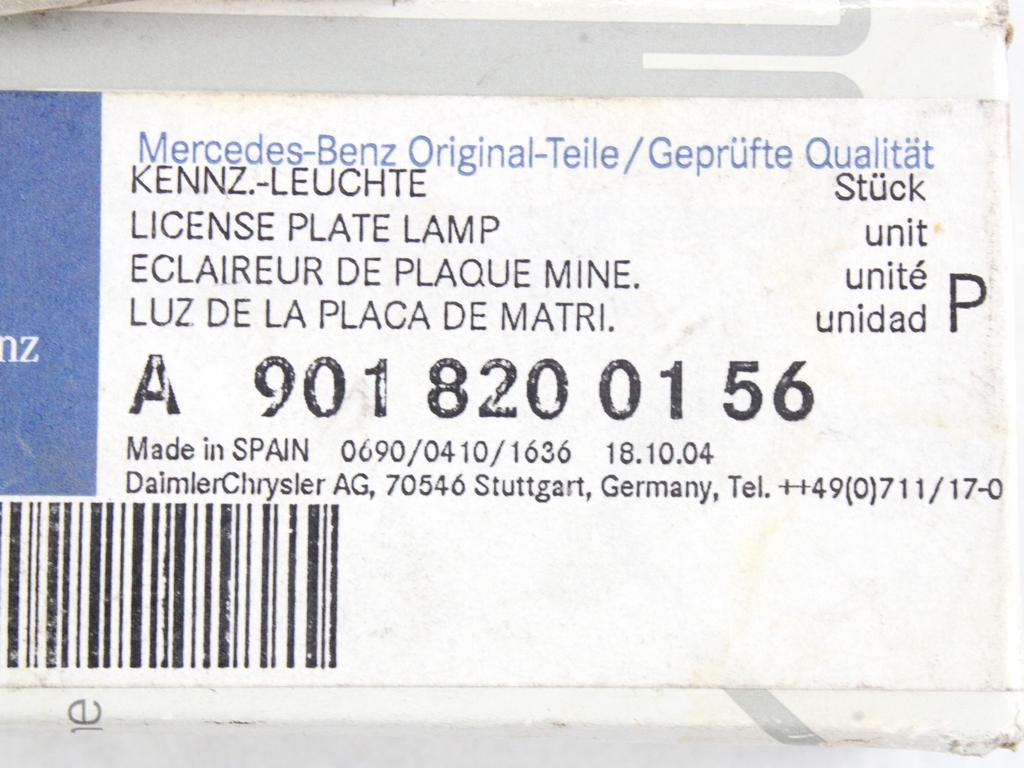 Mercedes-Benz Original-Teile/Geprüfte Qualität
KENNZ.-LEUCHTE Stück
LICENSE PLATE LAMP unit
ECLAIREUR DE PLAQUE MINE. unité
LUZ DE LA PLACA DE MATRI. unidad P
nz
A 901 820 01 56
Made in SPAIN 0690/0410/1636 18.10.04
DaimlerChrysler AG, 70546 Stuttgart, Germany, Tel. ++49(0)711/17-0